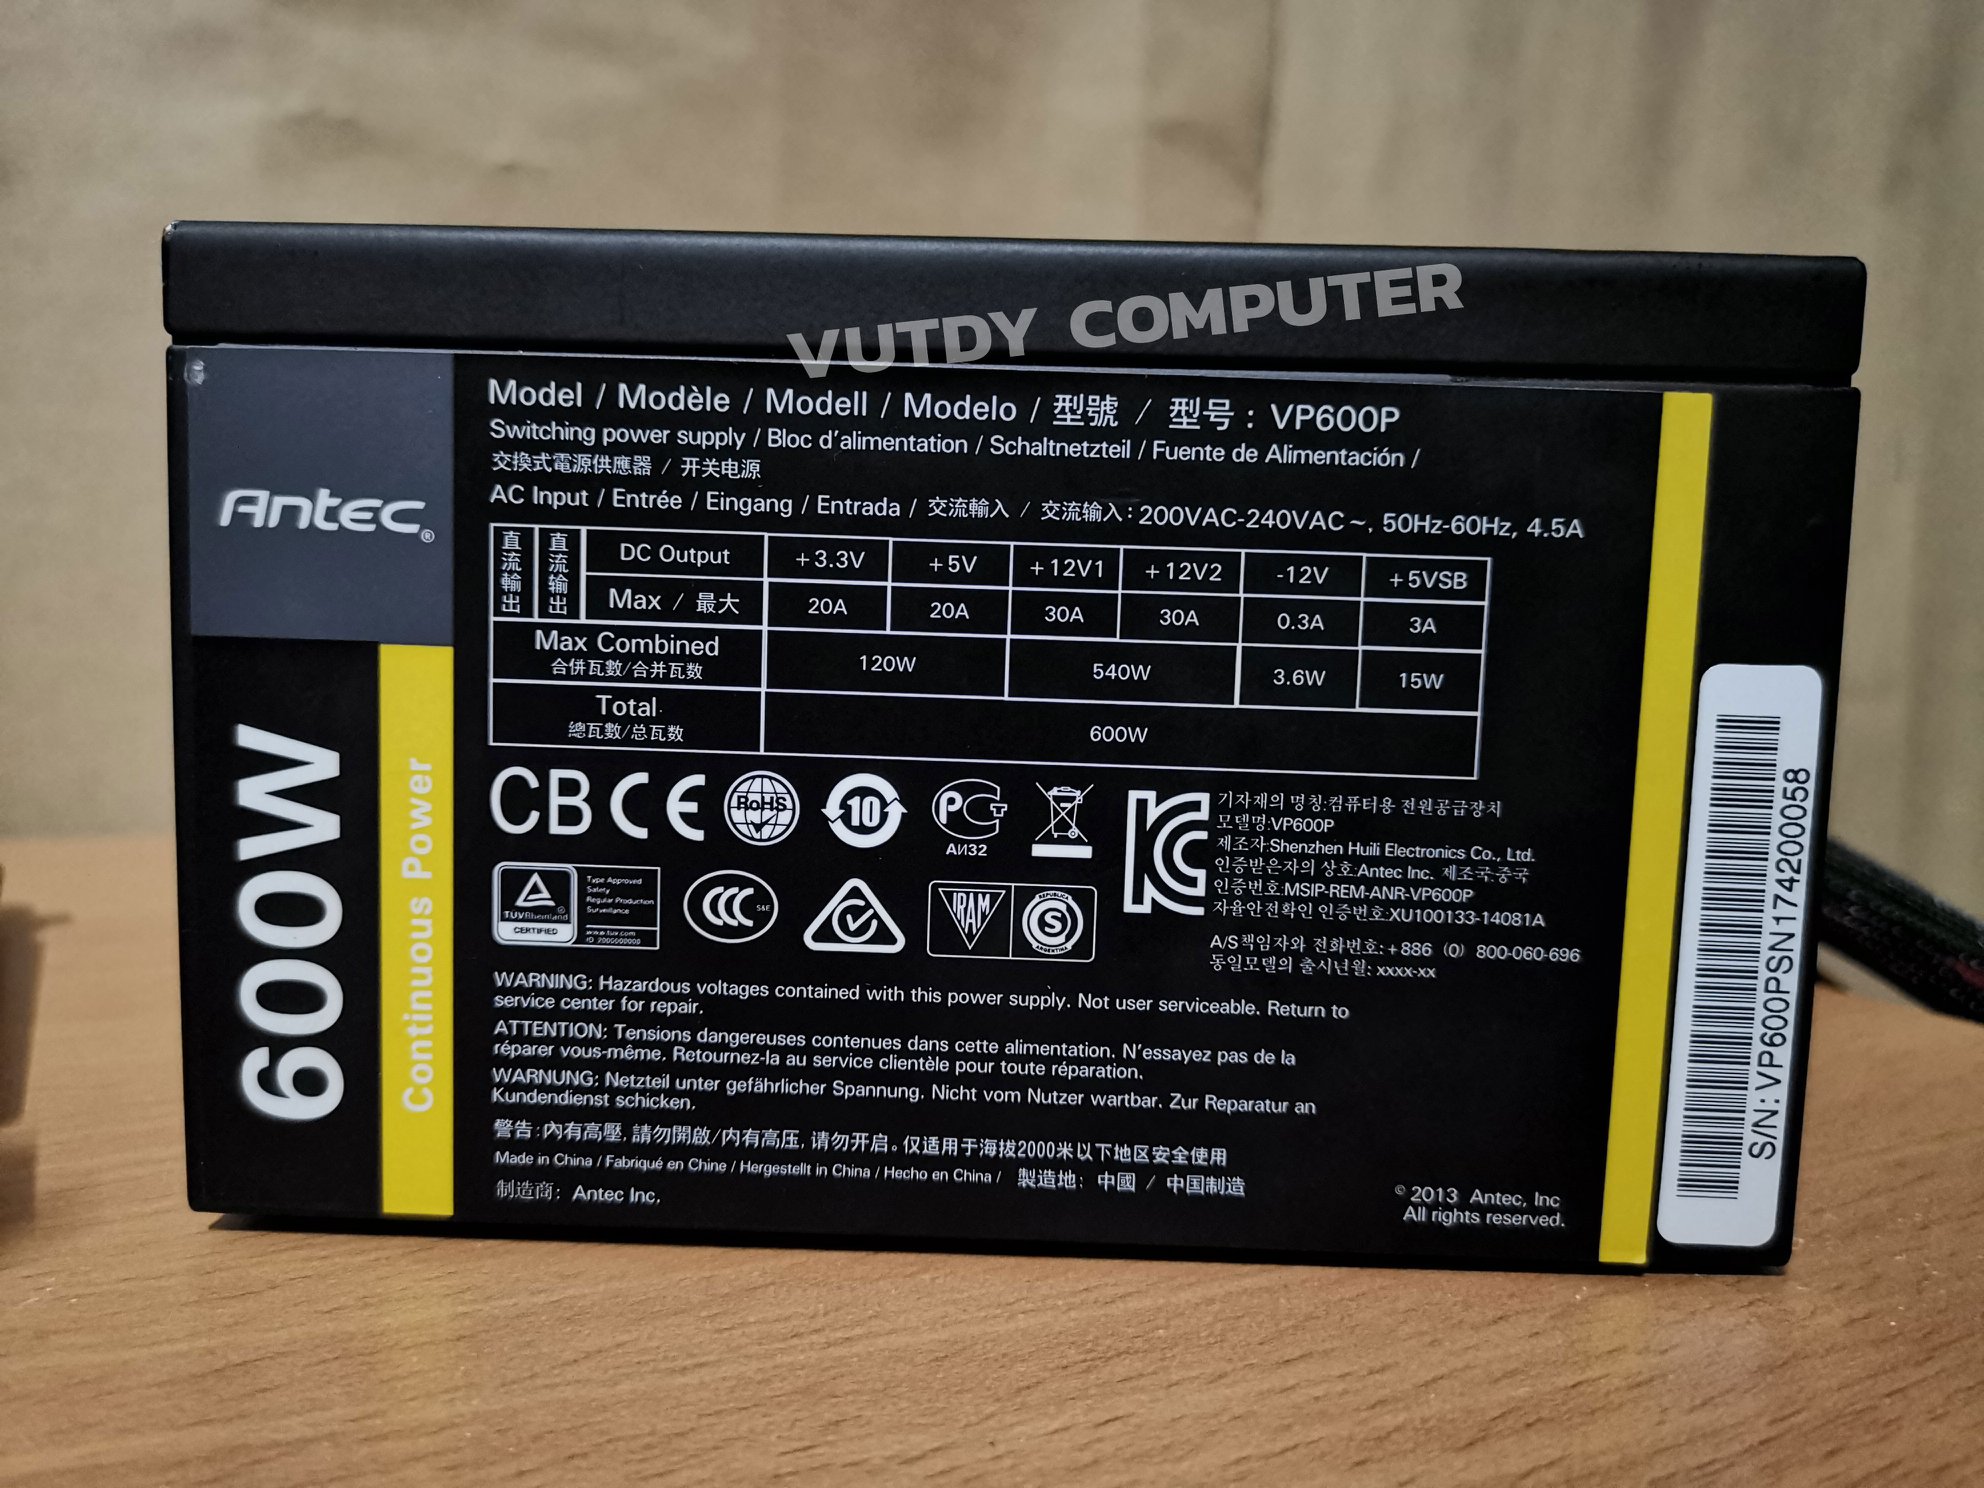 VUTDY COMPUTER
Antec®
600W
Continuous Power
Model / Modèle / Modell / Modelo / 型號 / 型号 : VP600P
Switching power supply / Bloc d'alimentation / Schaltnetzteil / Fuente de Alimentación /
交換式電源供應器 / 开关电源
AC Input / Entrée / Eingang / Entrada / 交流輸入 / 交流输入 : 200VAC-240VAC ~, 50Hz-60Hz, 4.5A
直流輸出 直流输出 DC Output +3.3V +5V +12V1 +12V2 -12V +5VSB
Max / 最大 20A 20A 30A 30A 0.3A 3A
Max Combined 120W 540W 3.6W 15W
合併瓦數/合并瓦数
Total 600W
總瓦數/总瓦数
CB CE RoHS 10 PCT
АИ32
TÜVRheinland
CERTIFIED
Type Approved
Safety
Regular Production
Surveillance
www.tuv.com
ID 2000000000
CCC S&E
IRAM
REPUBLICA
S
ARGENTINA
기자재의 명칭:컴퓨터용 전원공급장치
모델명:VP600P
제조자:Shenzhen Huili Electronics Co., Ltd.
인증받은자의 상호:Antec Inc. 제조국:중국
인증번호:MSIP-REM-ANR-VP600P
자율안전확인 인증번호:XU100133-14081A
A/S책임자와 전화번호:+886 (0) 800-060-696
동일모델의 출시년월: xxxx-xx
WARNING: Hazardous voltages contained with this power supply. Not user serviceable. Return to
service center for repair.
ATTENTION: Tensions dangereuses contenues dans cette alimentation. N'essayez pas de la
réparer vous-même. Retournez-la au service clientèle pour toute réparation.
WARNUNG: Netzteil unter gefährlicher Spannung. Nicht vom Nutzer wartbar. Zur Reparatur an
Kundendienst schicken.
警告:內有高壓, 請勿開啟/内有高压, 请勿开启。仅适用于海拔2000米以下地区安全使用
Made in China / Fabriqué en Chine / Hergestellt in China / Hecho en China / 製造地: 中國 / 中国制造
制造商: Antec Inc.
© 2013 Antec, Inc
All rights reserved.
S/N: VP600PSN174200058